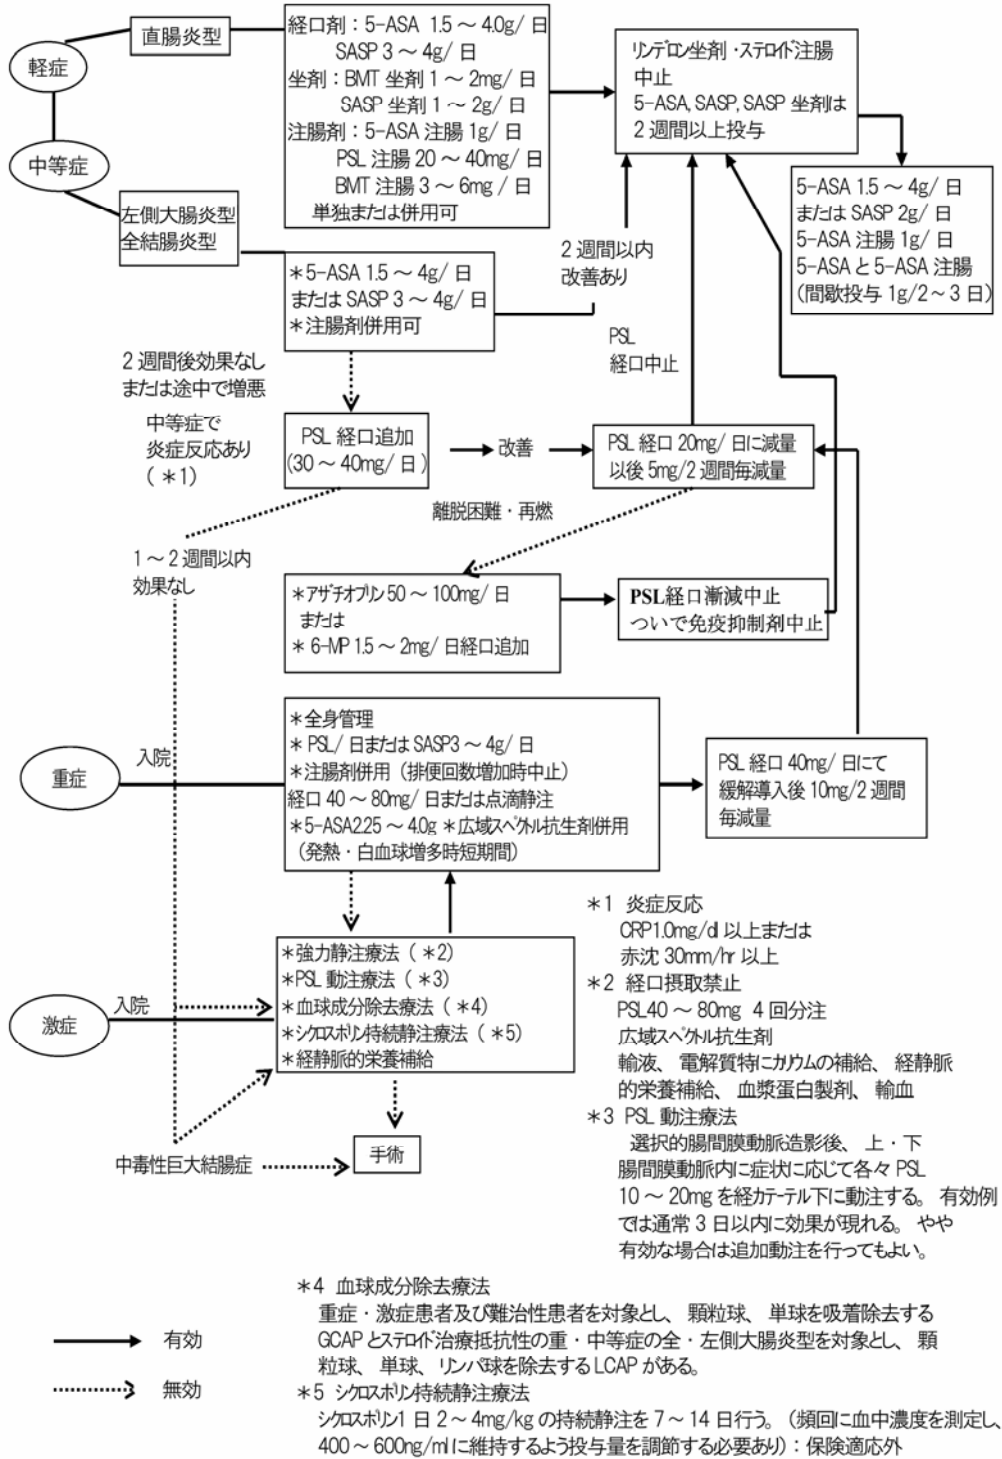 軽症
直腸炎型
経口剤：5-ASA 1.5 ～ 4.0g/ 日
SASP 3 ～ 4g/ 日
坐剤：BMT 坐剤 1 ～ 2mg/ 日
SASP 坐剤 1 ～ 2g/ 日
注腸剤：5-ASA 注腸 1g/ 日
PSL 注腸 20 ～ 40mg/ 日
BMT 注腸 3 ～ 6mg / 日
単独または併用可
リンデロン坐剤・ステロイド注腸
中止
5-ASA, SASP, SASP 坐剤は
2 週間以上投与
中等症
左側大腸炎型
全結腸炎型
5-ASA 1.5 ～ 4g/ 日
または SASP 2g/ 日
5-ASA 注腸 1g/ 日
5-ASA と 5-ASA 注腸
(間歇投与 1g/2 ～ 3 日)
＊5-ASA 1.5 ～ 4g/ 日
または SASP 3 ～ 4g/ 日
＊注腸剤併用可
2 週間以内
改善あり
PSL
経口中止
2 週間後効果なし
または途中で増悪
中等症で
炎症反応あり
(＊1)
PSL 経口追加
(30 ～ 40mg/ 日)
改善
PSL 経口 20mg/ 日に減量
以後 5mg/2 週間毎減量
離脱困難・再燃
1 ～ 2 週間以内
効果なし
＊アザチオプリン 50 ～ 100mg/ 日
または
＊ 6-MP 1.5 ～ 2mg/ 日経口追加
PSL経口漸減中止
ついで免疫抑制剤中止
重症
入院
＊全身管理
＊ PSL/ 日または SASP3 ～ 4g/ 日
＊注腸剤併用（排便回数増加時中止）
経口 40 ～ 80mg/ 日または点滴静注
＊5-ASA2.25 ～ 4.0g ＊広域スペクトル抗生剤併用
（発熱・白血球増多時短期間）
PSL 経口 40mg/ 日にて
緩解導入後 10mg/2 週間
毎減量
激症
入院
＊強力静注療法（＊2）
＊PSL 動注療法（＊3）
＊血球成分除去療法（＊4）
＊シクロスポリン持続静注療法（＊5）
＊経静脈的栄養補給
中毒性巨大結腸症
手術
＊1 炎症反応
CRP1.0mg/dl 以上または
赤沈 30mm/hr 以上
＊2 経口摂取禁止
PSL40 ～ 80mg 4 回分注
広域スペクトル抗生剤
輸液、電解質特にカリウムの補給、経静脈
的栄養補給、血漿蛋白製剤、輸血
＊3 PSL 動注療法
選択的腸間膜動脈造影後、上・下
腸間膜動脈内に症状に応じて各々 PSL
10 ～ 20mg を経カテーテル下に動注する。有効例
では通常 3 日以内に効果が現れる。やや
有効な場合は追加動注を行ってもよい。
＊4 血球成分除去療法
重症・激症患者及び難治性患者を対象とし、顆粒球、単球を吸着除去する
GCAP とステロイド治療抵抗性の重・中等症の全・左側大腸炎型を対象とし、顆
粒球、単球、リンパ球を除去する LCAP がある。
＊5 シクロスポリン持続静注療法
シクロスポリン1 日 2 ～ 4mg/kg の持続静注を 7 ～ 14 日行う。（頻回に血中濃度を測定し、
400 ～ 600ng/mlに維持するよう投与量を調節する必要あり）：保険適応外
有効
無効